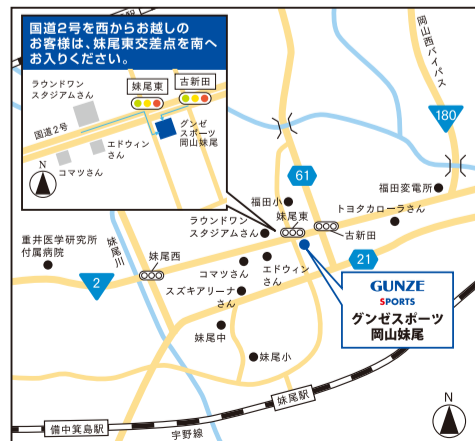 国道2号を西からお越しの
お客様は、妹尾東交差点を南へ
お入りください。
ラウンドワン
スタジアムさん
妹尾東
古新田
国道2号
グンゼ
スポーツ
岡山妹尾
エドウィン
さん
コマツさん
N
岡山西バイパス
180
61
福田小
福田変電所
妹尾東
トヨタカローラさん
ラウンドワン
スタジアムさん
古新田
重井医学研究所
付属病院
妹尾川
妹尾西
コマツさん
エドウィン
さん
21
2
スズキアリーナ
さん
GUNZE
SPORTS
グンゼスポーツ
岡山妹尾
妹尾中
妹尾小
妹尾駅
備中箕島駅
宇野線
N